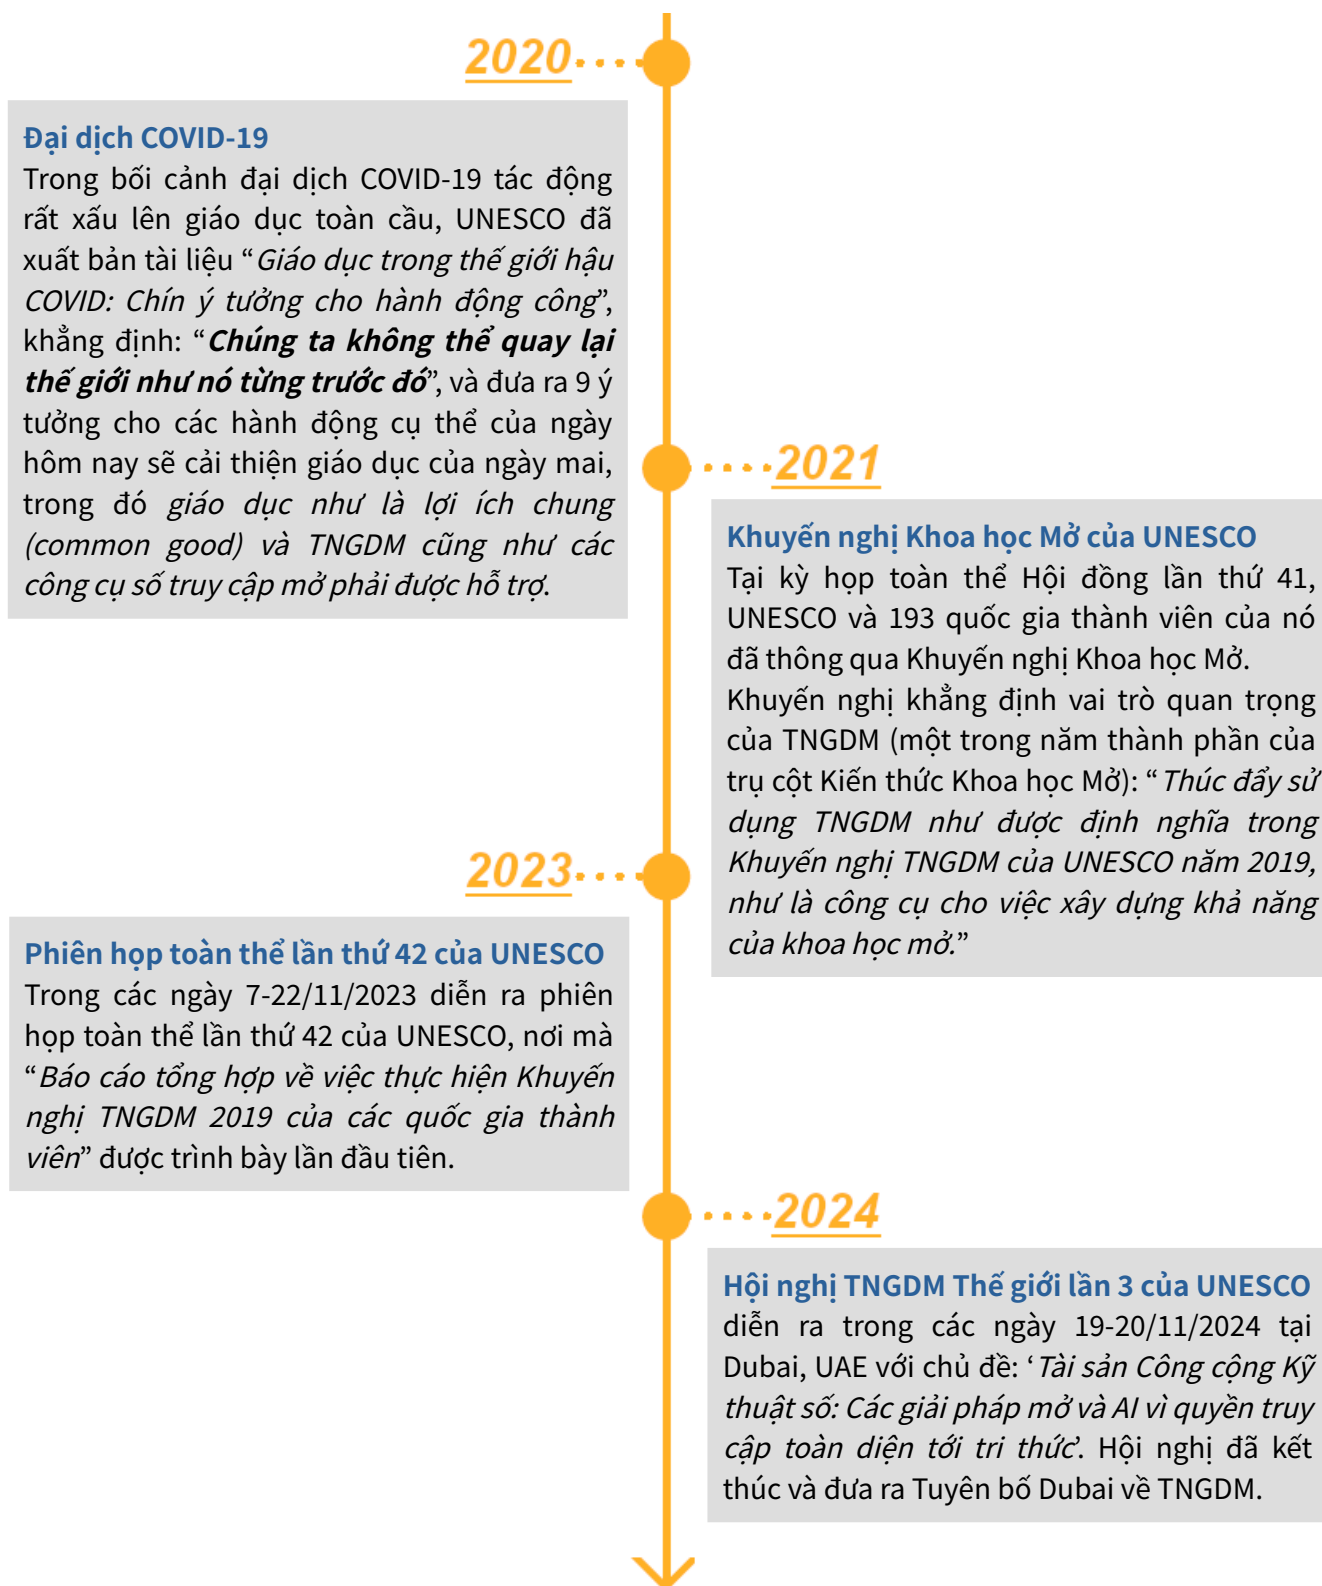 2020
Đại dịch COVID-19
Trong bối cảnh đại dịch COVID-19 tác động
rất xấu lên giáo dục toàn cầu, UNESCO đã
xuất bản tài liệu “Giáo dục trong thế giới hậu
COVID: Chín ý tưởng cho hành động công”,
khẳng định: “Chúng ta không thể quay lại
thế giới như nó từng trước đó”, và đưa ra 9 ý
tưởng cho các hành động cụ thể của ngày
hôm nay sẽ cải thiện giáo dục của ngày mai,
trong đó giáo dục như là lợi ích chung
(common good) và TNGDM cũng như các
công cụ số truy cập mở phải được hỗ trợ.
2021
Khuyến nghị Khoa học Mở của UNESCO
Tại kỳ họp toàn thể Hội đồng lần thứ 41,
UNESCO và 193 quốc gia thành viên của nó
đã thông qua Khuyến nghị Khoa học Mở.
Khuyến nghị khẳng định vai trò quan trọng
của TNGDM (một trong năm thành phần của
trụ cột Kiến thức Khoa học Mở): “Thúc đẩy sử
dụng TNGDM như được định nghĩa trong
Khuyến nghị TNGDM của UNESCO năm 2019,
như là công cụ cho việc xây dựng khả năng
của khoa học mở.”
2023
Phiên họp toàn thể lần thứ 42 của UNESCO
Trong các ngày 7-22/11/2023 diễn ra phiên
họp toàn thể lần thứ 42 của UNESCO, nơi mà
“Báo cáo tổng hợp về việc thực hiện Khuyến
nghị TNGDM 2019 của các quốc gia thành
viên” được trình bày lần đầu tiên.
2024
Hội nghị TNGDM Thế giới lần 3 của UNESCO
diễn ra trong các ngày 19-20/11/2024 tại
Dubai, UAE với chủ đề: ‘Tài sản Công cộng Kỹ
thuật số: Các giải pháp mở và AI vì quyền truy
cập toàn diện tới tri thức’. Hội nghị đã kết
thúc và đưa ra Tuyên bố Dubai về TNGDM.